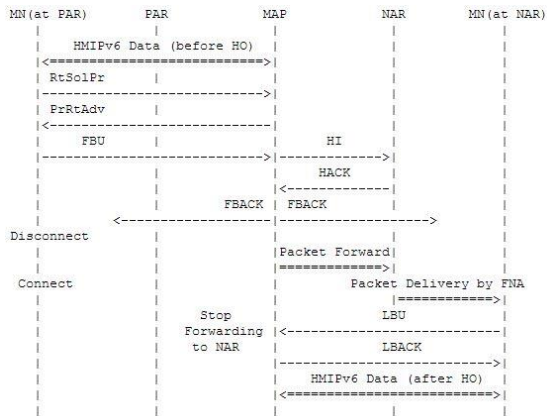 MN(at PAR) PAR MAP NAR MN(at NAR)
HMIPv6 Data (before HO)
RtSolPr
PrRtAdv
FBU HI
HACK
FBACK FBACK
Disconnect
Packet Forward
Connect Packet Delivery by FNA
Stop LBU
Forwarding
to NAR LBACK
HMIPv6 Data (after HO)